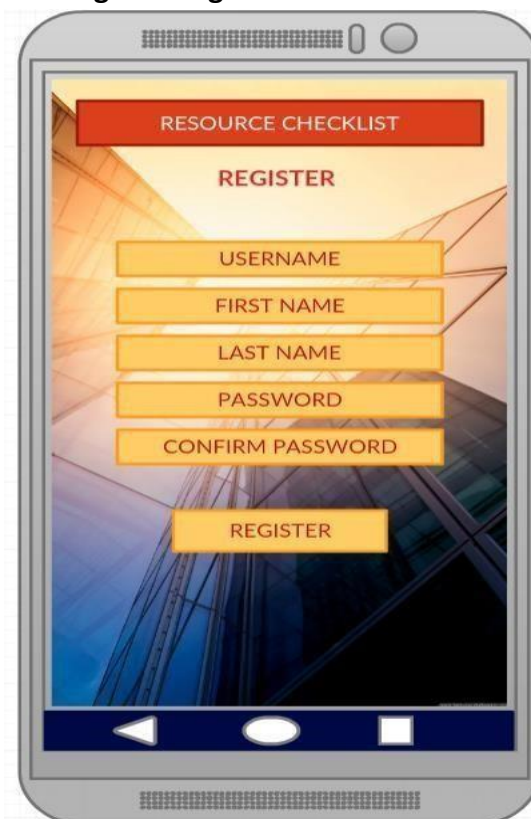 RESOURCE CHECKLIST
REGISTER
USERNAME
FIRST NAME
LAST NAME
PASSWORD
CONFIRM PASSWORD
REGISTER